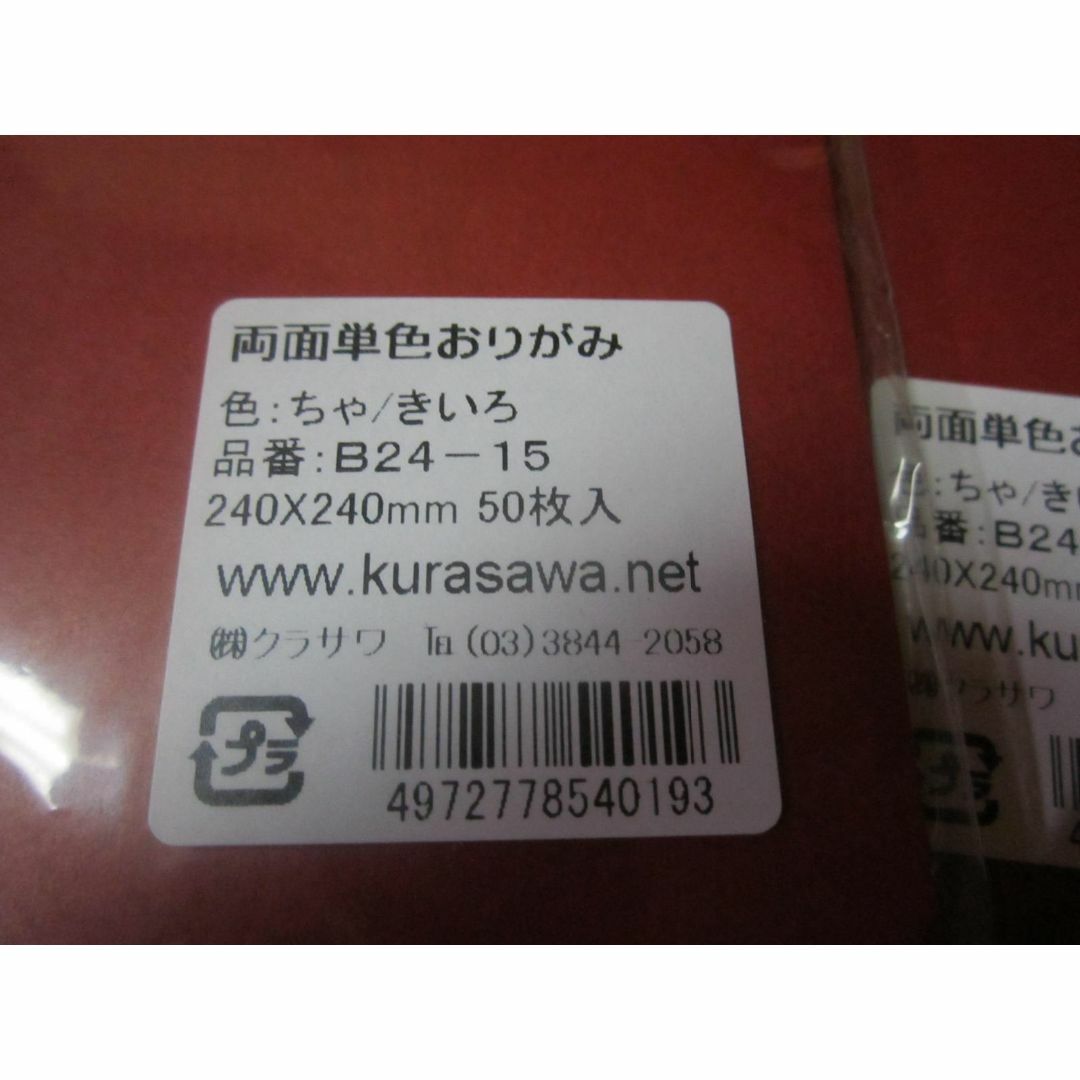 両面単色おりがみ
色:ちゃ/きいろ
品番:B24-15
240X240mm 50枚入
www.kurasawa.net
㈱クラサワ ℡(03)3844-2058
プラ
4972778540193
両面単色
色:ちゃ/き
品番:B24
240X240mm
www.ku
㈱クラサワ